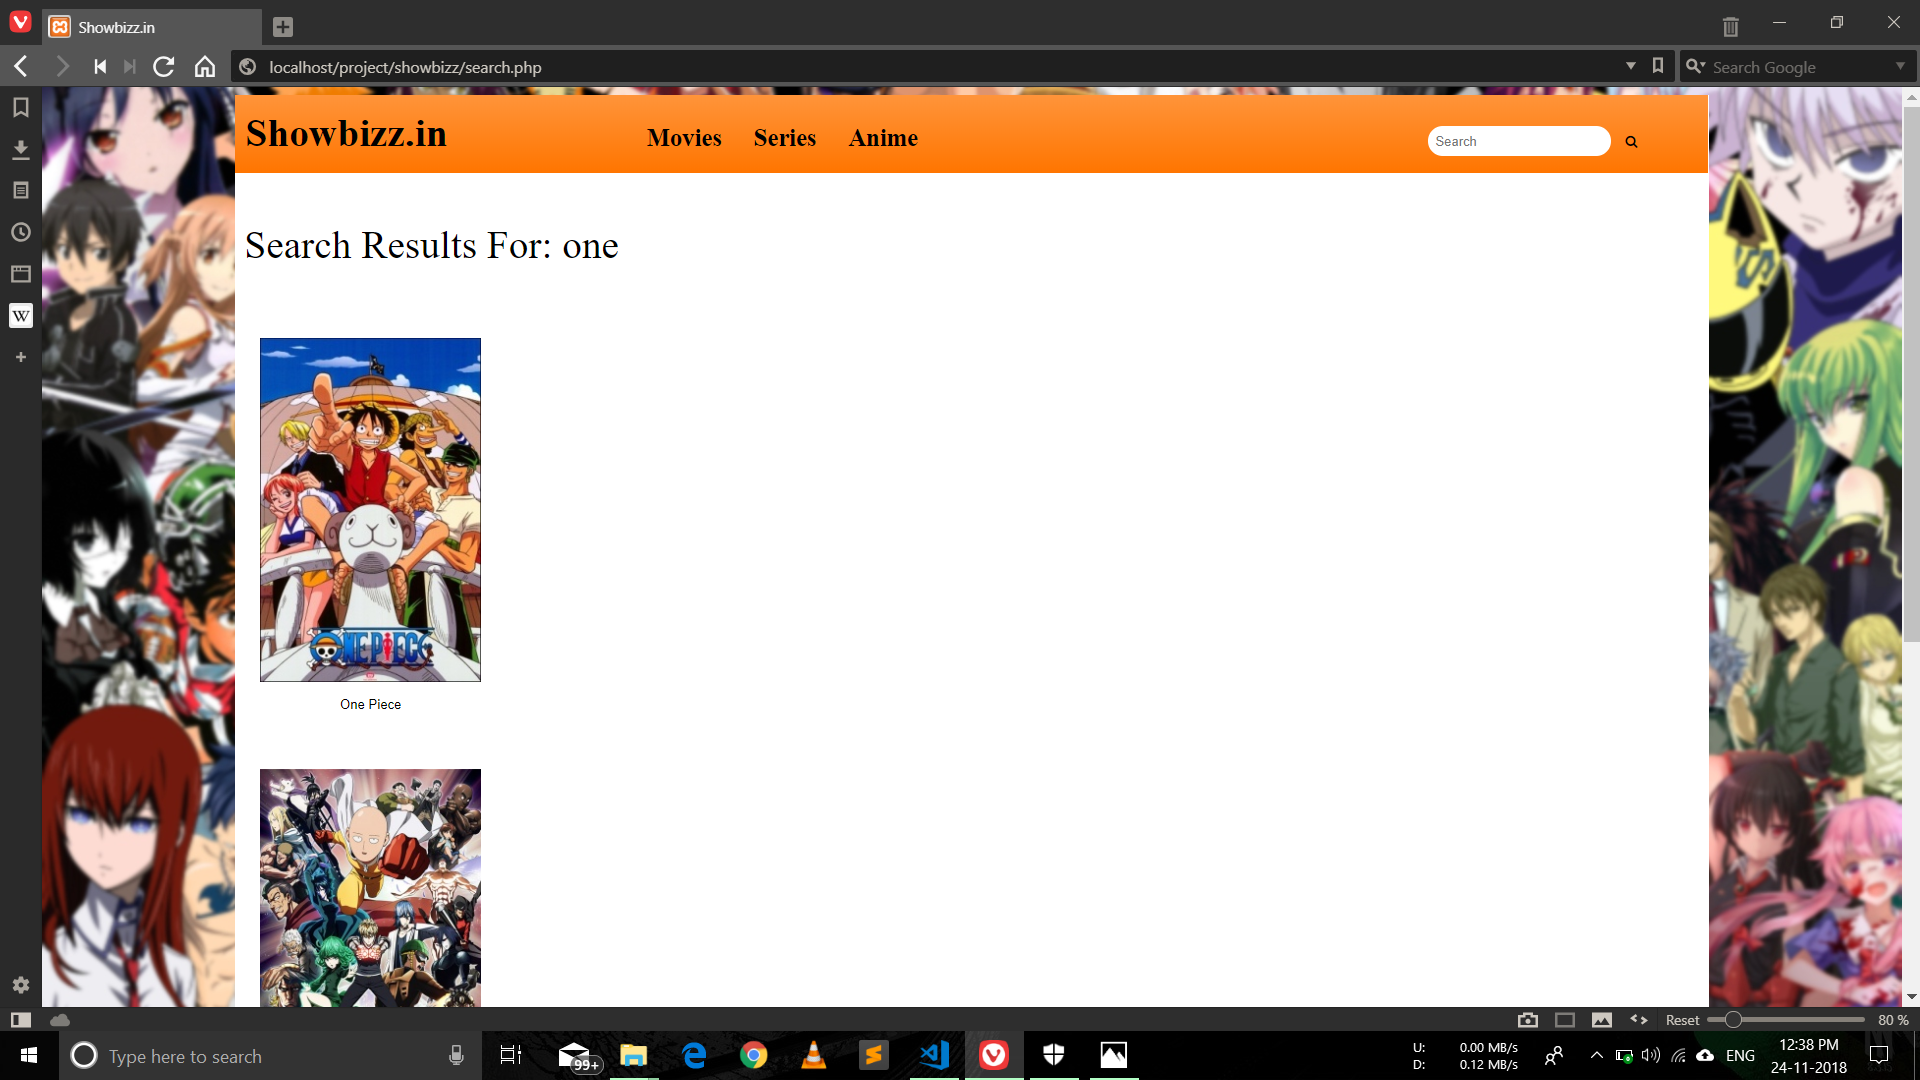 Showbizz.in
localhost/project/showbizz/search.php
Search Google
Showbizz.in
Movies
Series
Anime
Search
Search Results For: one
ONE PIECE
One Piece
W
Reset
80 %
Type here to search
99+
U: 0.00 MB/s
D: 0.12 MB/s
ENG
12:38 PM
24-11-2018